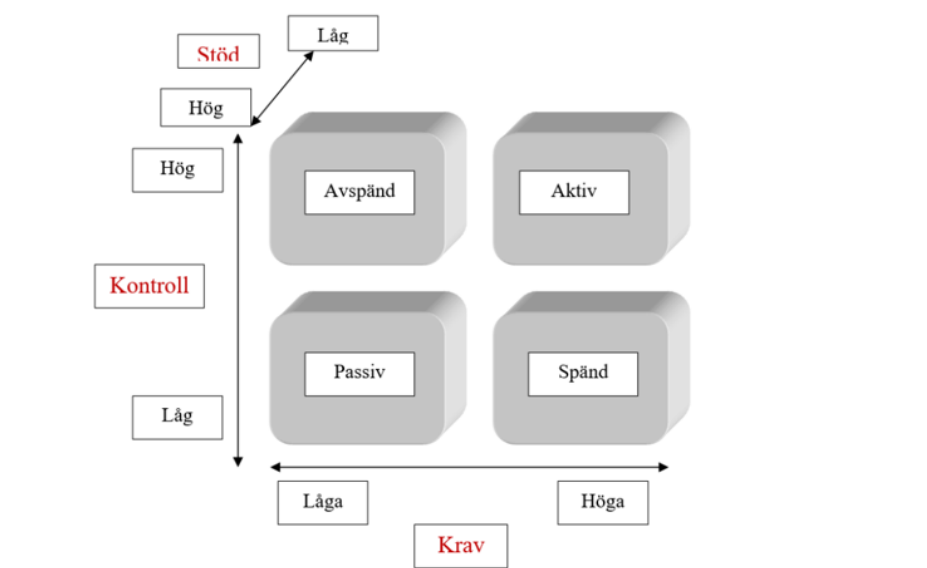 Låg
Stöd
Hög
Hög
Avspänd
Aktiv
Kontroll
Passiv
Spänd
Låg
Låga
Höga
Krav